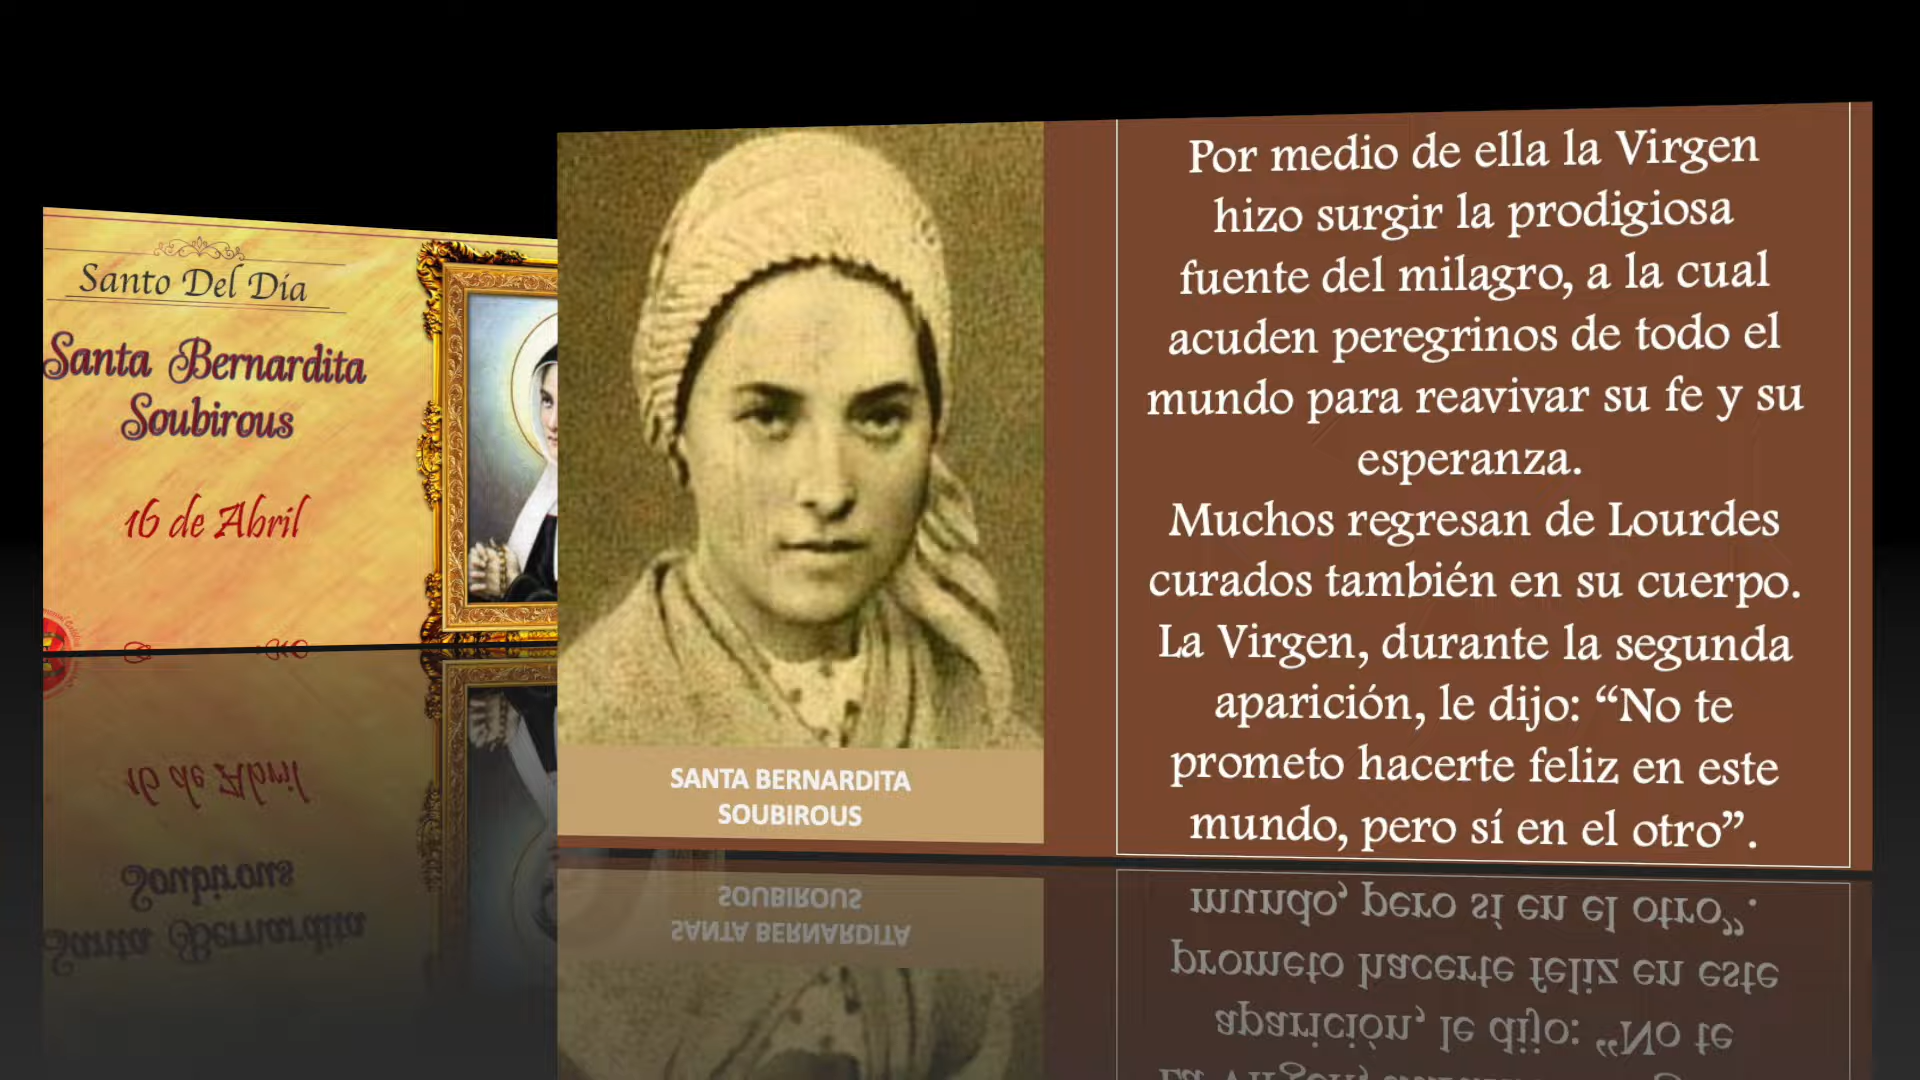 Santo Del Día
Santa Bernardita
Soubirous
16 de Abril
SANTA BERNARDITA
SOUBIROUS
Por medio de ella la Virgen
hizo surgir la prodigiosa
fuente del milagro, a la cual
acuden peregrinos de todo el
mundo para reavivar su fe y su
esperanza.
Muchos regresan de Lourdes
curados también en su cuerpo.
La Virgen, durante la segunda
aparición, le dijo: “No te
prometo hacerte feliz en este
mundo, pero sí en el otro”.